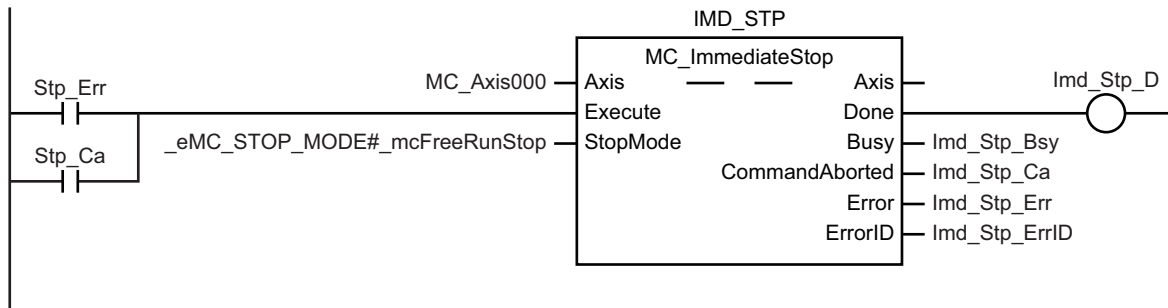 IMD_STP
MC_ImmediateStop
MC_Axis000 Axis Axis Imd_Stp_D
Stp_Err Execute Done
Stp_Ca _eMC_STOP_MODE#_mcFreeRunStop StopMode Busy Imd_Stp_Bsy
CommandAborted Imd_Stp_Ca
Error Imd_Stp_Err
ErrorID Imd_Stp_ErrID